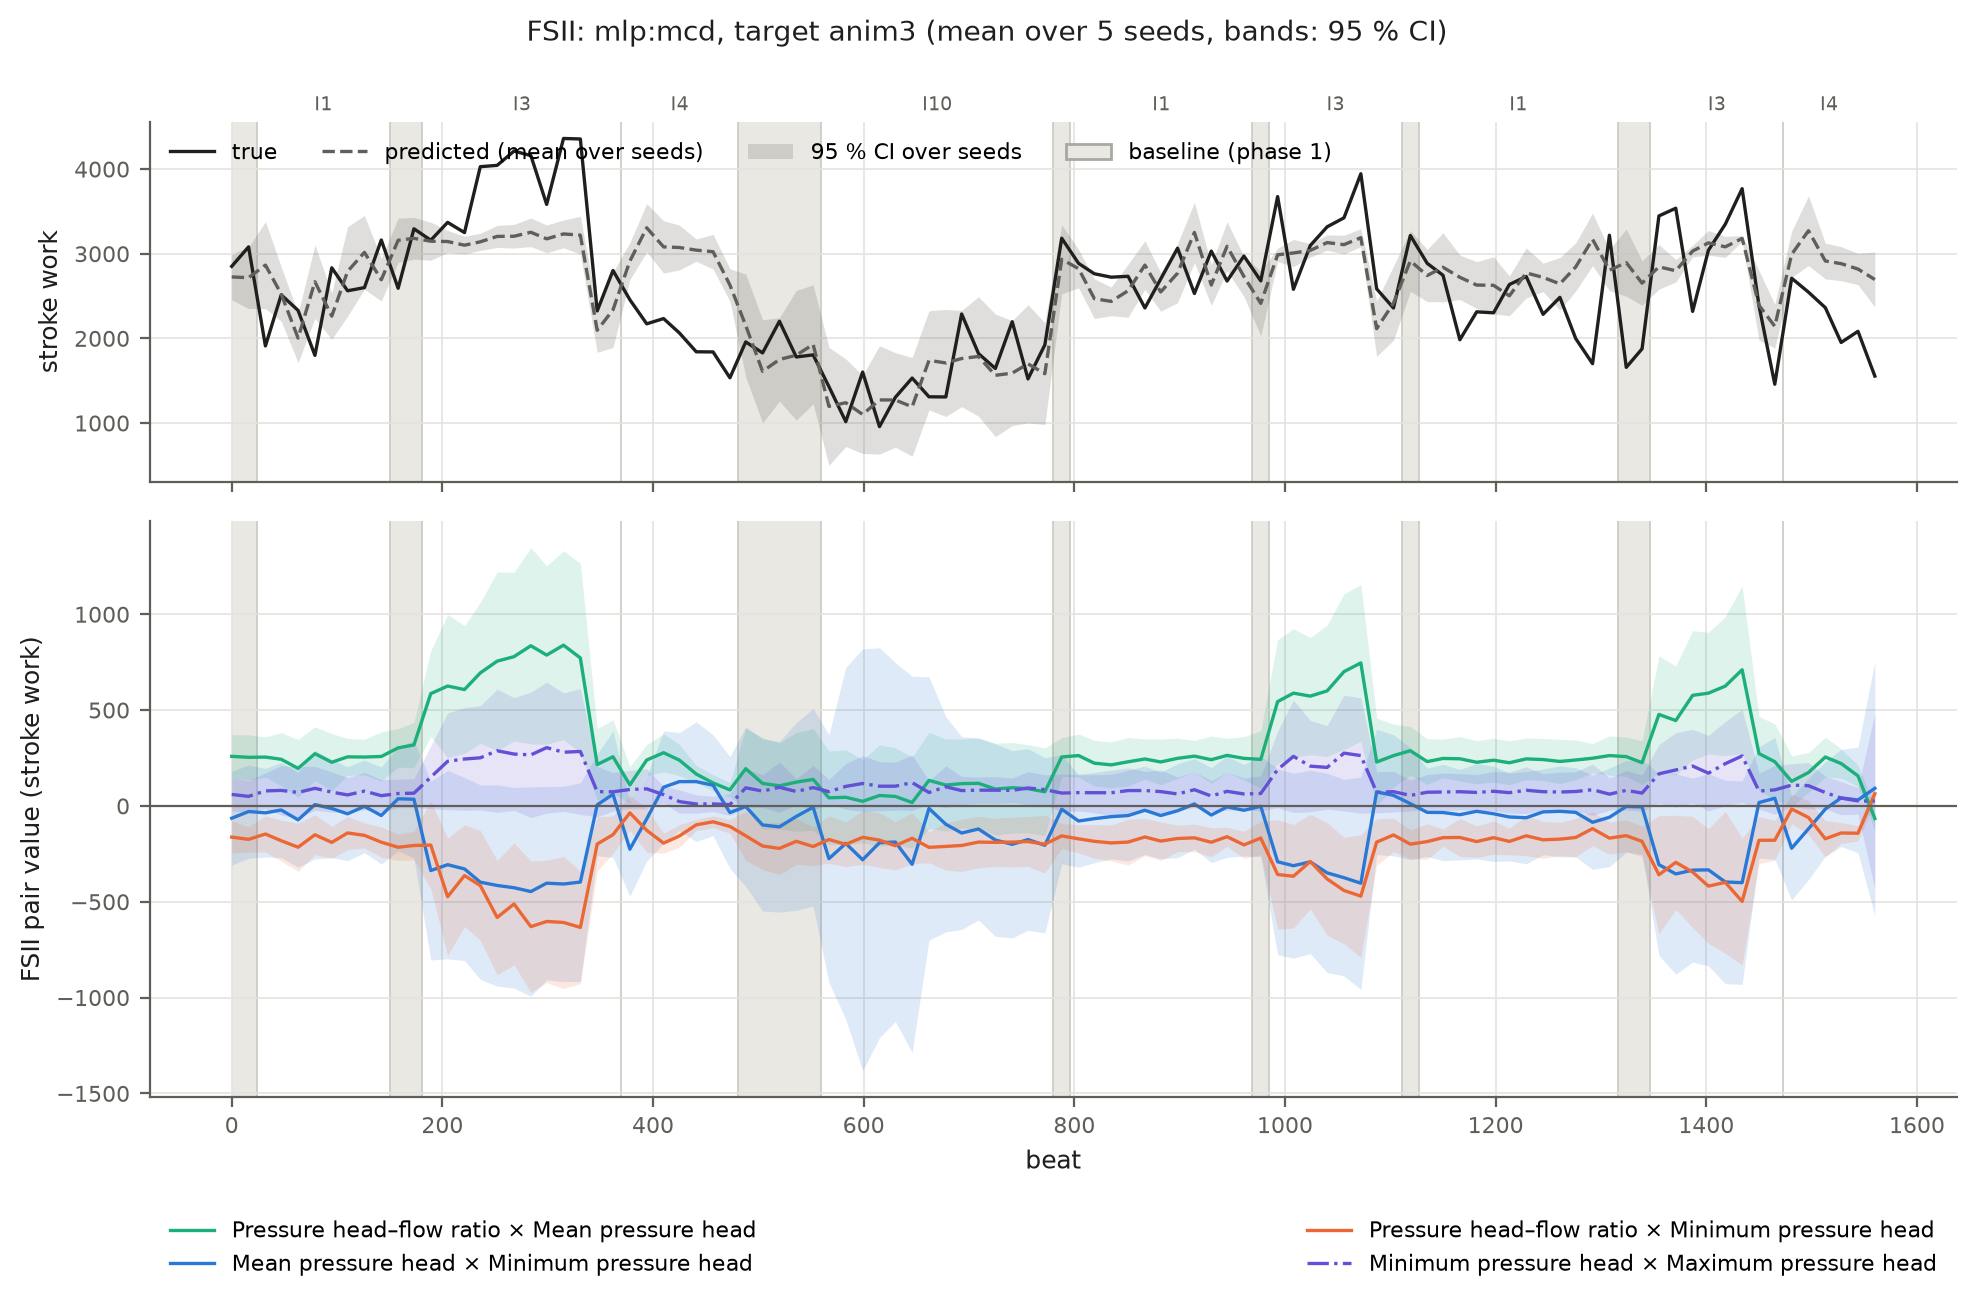 FSII: mlp:mcd, target anim3 (mean over 5 seeds, bands: 95 % CI)
I1 I3 I4 I10 I1 I3 I1 I3 I4
true predicted (mean over seeds) 95 % CI over seeds baseline (phase 1)
stroke work
4000
3000
2000
1000
FSII pair value (stroke work)
1000
500
0
−500
−1000
−1500
0 200 400 600 800 1000 1200 1400 1600
beat
Pressure head–flow ratio × Mean pressure head
Mean pressure head × Minimum pressure head
Pressure head–flow ratio × Minimum pressure head
Minimum pressure head × Maximum pressure head